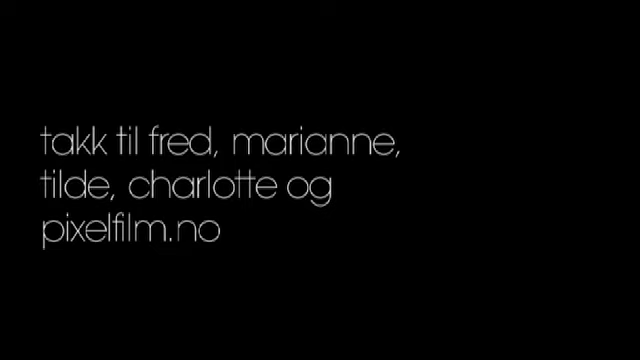 takk til fred, marianne,
tilde, charlotte og
pixelfilm.no